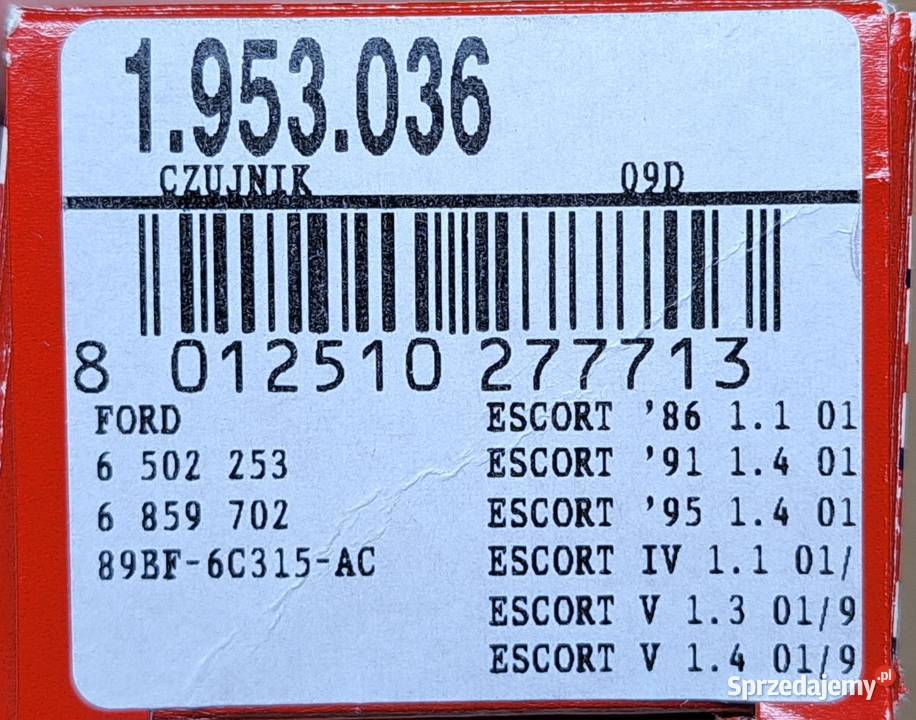 1.953.036
CZUJNIK 09D
8 012510 277713
FORD
6 502 253
6 859 702
89BF-6C315-AC
ESCORT '86 1.1 01
ESCORT '91 1.4 01
ESCORT '95 1.4 01
ESCORT IV 1.1 01/
ESCORT V 1.3 01/9
ESCORT V 1.4 01/9
Sprzedajemy.pl